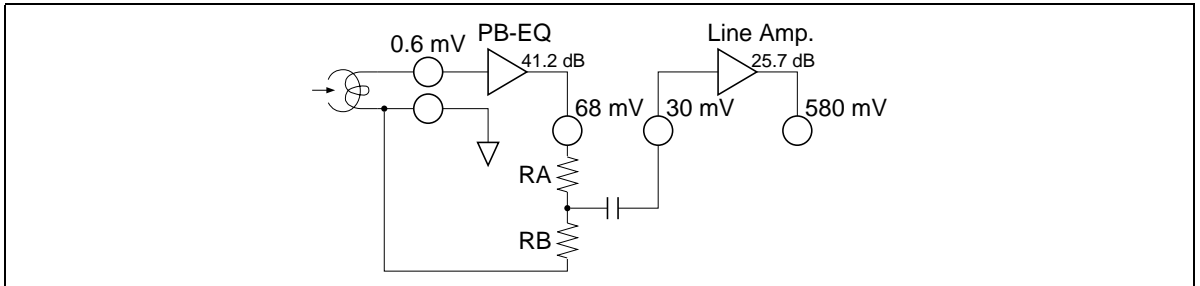 PB-EQ
Line Amp.
0.6 mV
41.2 dB
25.7 dB
68 mV
30 mV
580 mV
RA
RB